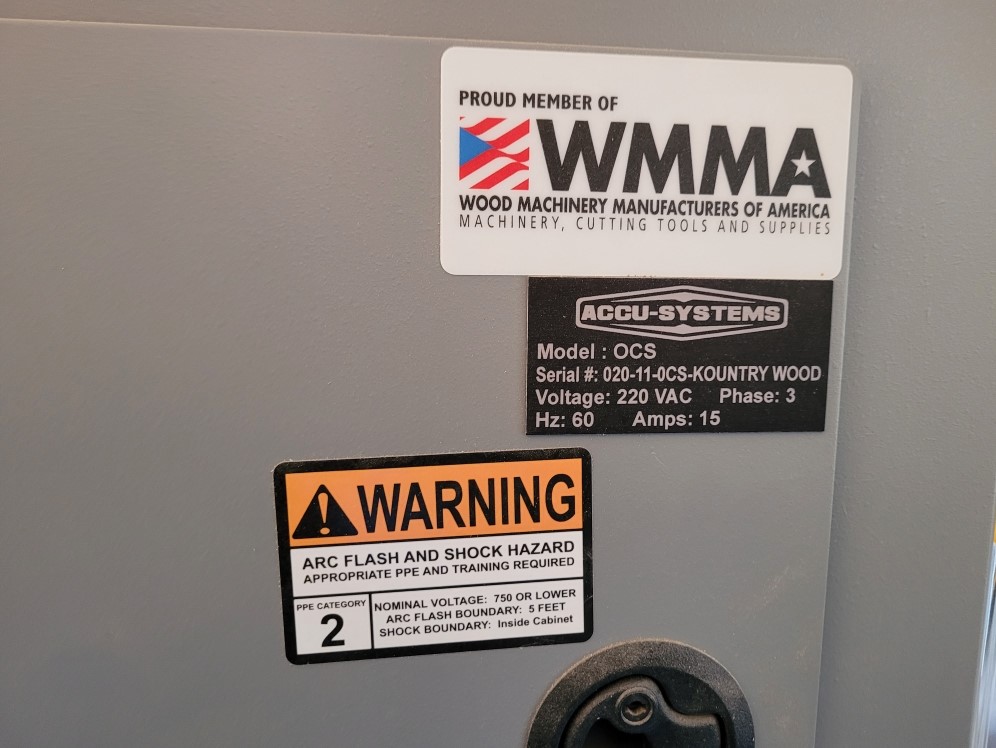 PROUD MEMBER OF
WMMA
WOOD MACHINERY MANUFACTURERS OF AMERICA
MACHINERY, CUTTING TOOLS AND SUPPLIES
ACCU-SYSTEMS
Model : OCS
Serial #: 020-11-0CS-KOUNTRY WOOD
Voltage: 220 VAC Phase: 3
Hz: 60 Amps: 15
WARNING
ARC FLASH AND SHOCK HAZARD
APPROPRIATE PPE AND TRAINING REQUIRED
PPE CATEGORY
2
NOMINAL VOLTAGE: 750 OR LOWER
ARC FLASH BOUNDARY: 5 FEET
SHOCK BOUNDARY: Inside Cabinet